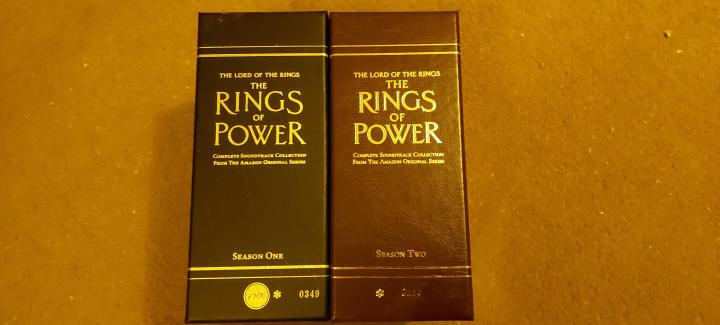 THE LORD OF THE RINGS
THE
RINGS
OF
POWER
COMPLETE SOUNDTRACK COLLECTION
FROM THE AMAZON ORIGINAL SERIES
SEASON ONE
0349
THE LORD OF THE RINGS
THE
RINGS
OF
POWER
COMPLETE SOUNDTRACK COLLECTION
FROM THE AMAZON ORIGINAL SERIES
SEASON TWO